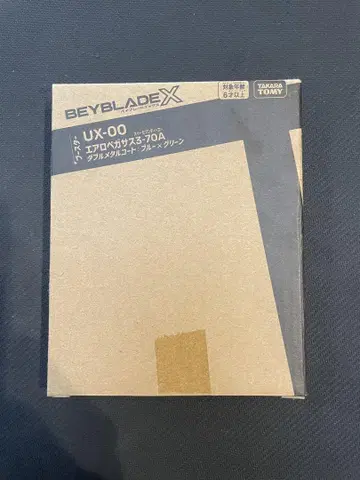 BEYBLADE X
対象年齢
6才以上
TAKARA
TOMY
ブースター
UX-00
エアロペガサス3-70A
ダブルメタルコート:ブルー×グリーン